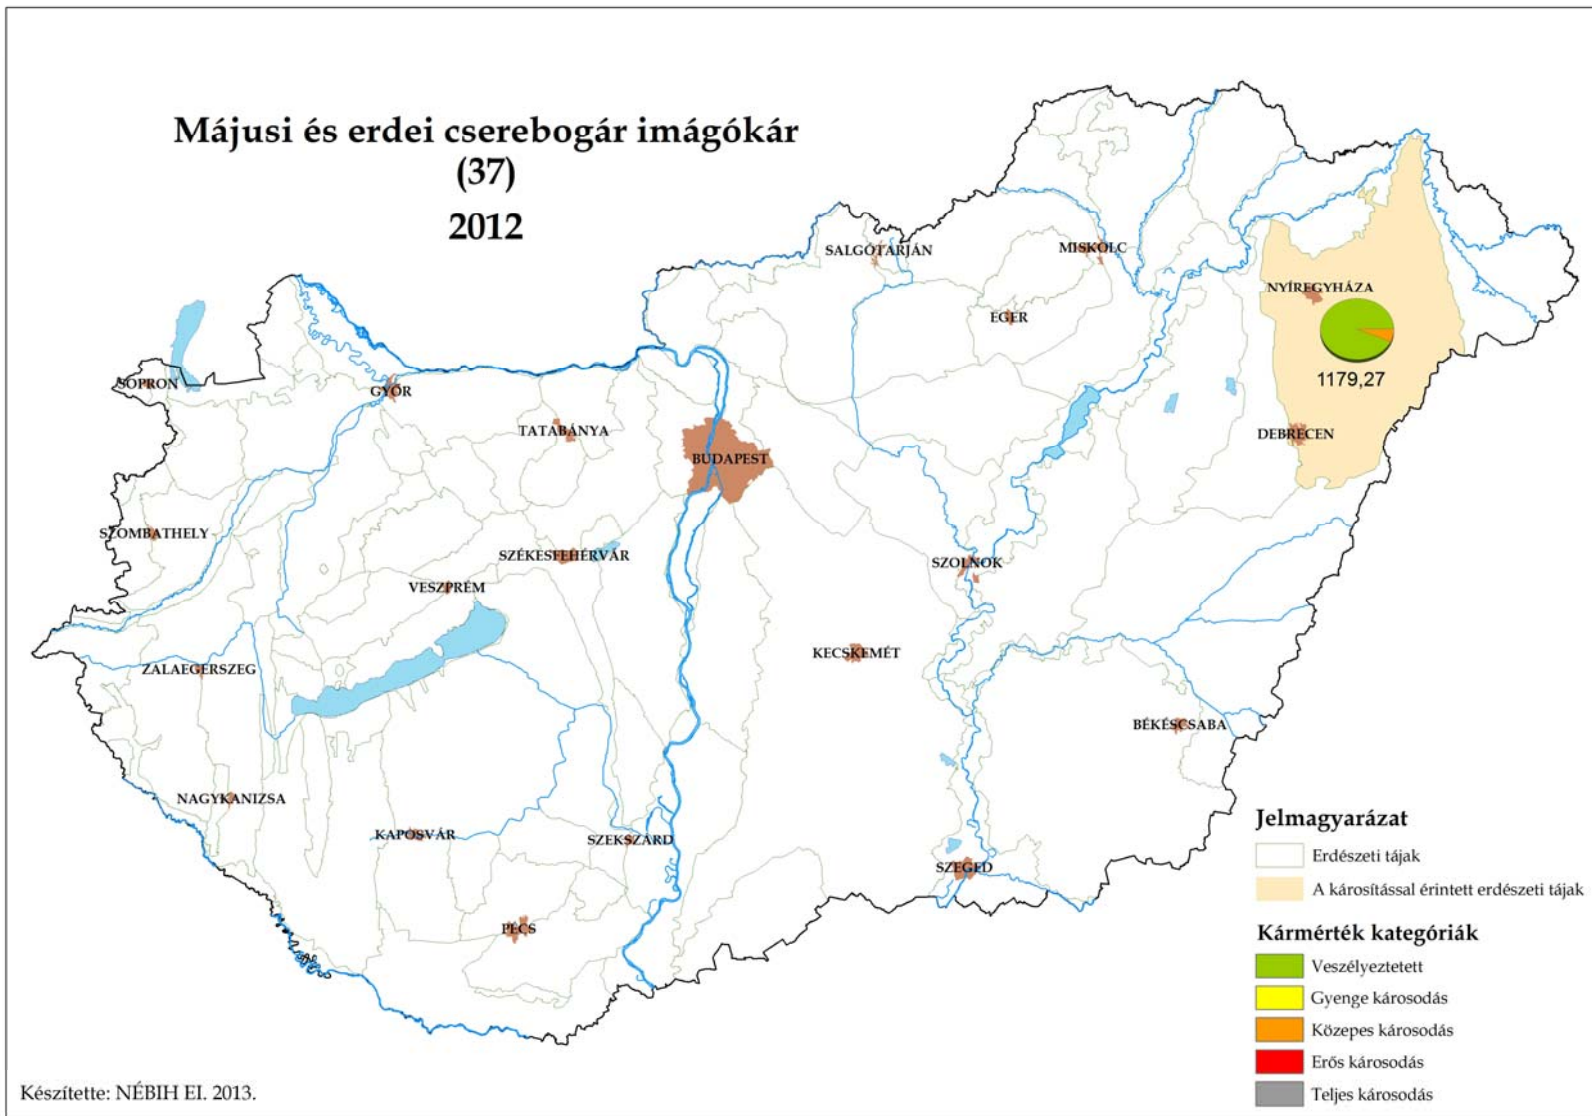 Májusi és erdei cserebogár imágókár
(37)
2012
SALGÓTARJÁN
MISKOLC
NYÍREGYHÁZA
EGER
1179,27
SOPRON
GYŐR
TATABÁNYA
BUDAPEST
DEBRECEN
SZOMBATHELY
SZÉKESFEHÉRVÁR
VESZPRÉM
SZOLNOK
ZALAEGERSZEG
KECSKEMÉT
BÉKÉSCSABA
NAGYKANIZSA
KAPOSVÁR
SZEKSZÁRD
SZEGED
PÉCS
Jelmagyarázat
Erdészeti tájak
A károsítással érintett erdészeti tájak
Kármérték kategóriák
Veszélyeztetett
Gyenge károsodás
Közepes károsodás
Erős károsodás
Teljes károsodás
Készítette: NÉBIH EI. 2013.